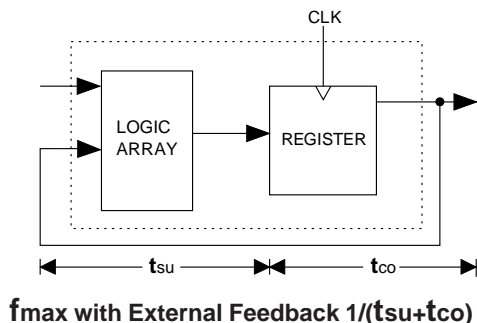 CLK
LOGIC
ARRAY
REGISTER
tsu
tco
fmax with External Feedback 1/(tsu+tco)